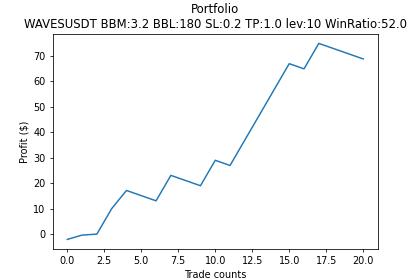 Portfolio
WAVESUSDT BBM:3.2 BBL:180 SL:0.2 TP:1.0 lev:10 WinRatio:52.0
70
60
50
40
30
20
10
0
Profit ($)
0.0 2.5 5.0 7.5 10.0 12.5 15.0 17.5 20.0
Trade counts